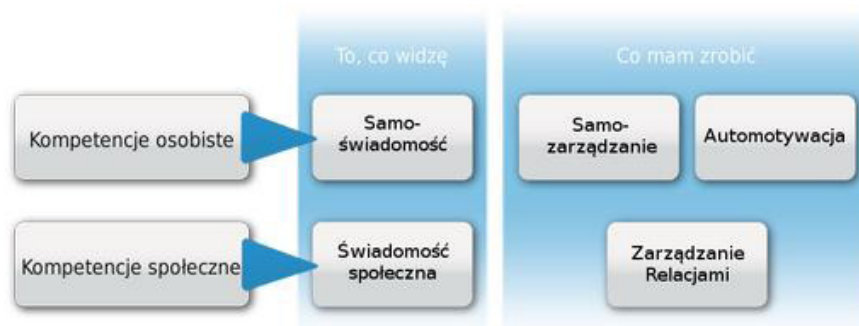 To, co widzę
Co mam zrobić
Kompetencje osobiste
Samo-
świadomość
Samo-
zarządzanie
Automotywacja
Kompetencje społeczne
Świadomość
społeczna
Zarządzanie
Relacjami